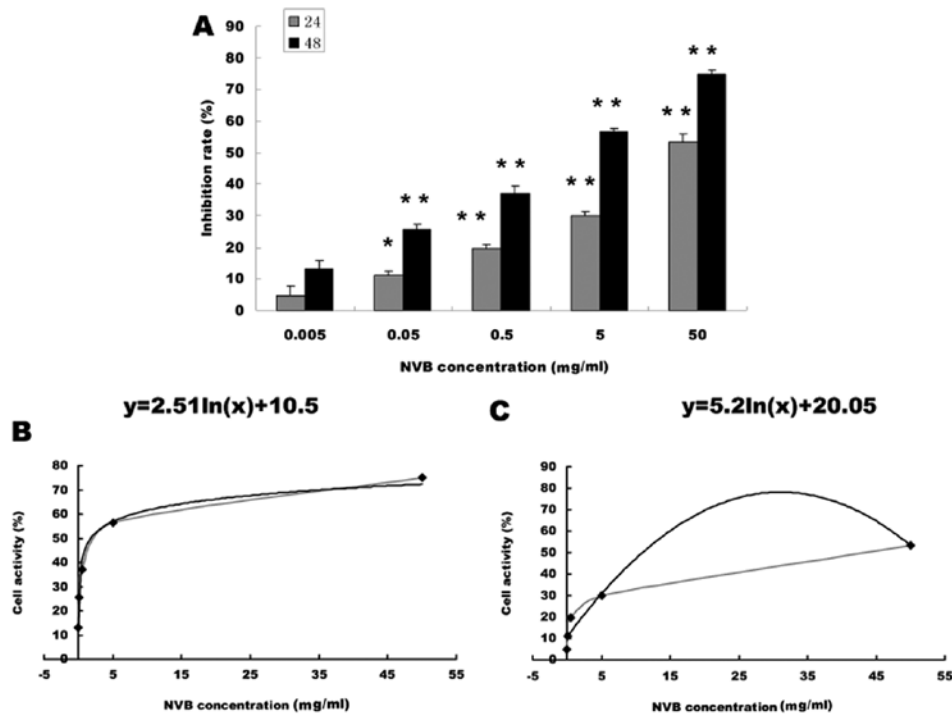 A
24
48
90
80
70
60
50
40
30
20
10
0
Inhibition rate (%)
* * * * * * * * * * * * * * *
0.005 0.05 0.5 5 50
NVB concentration (mg/ml)
y=2.51ln(x)+10.5
B
80
70
60
50
40
30
20
10
0
Cell activity (%)
-5 5 15 25 35 45 55
NVB concentration (mg/ml)
y=5.2ln(x)+20.05
C
90
80
70
60
50
40
30
20
10
0
Cell activity (%)
-5 5 15 25 35 45 55
NVB concentration (mg/ml)